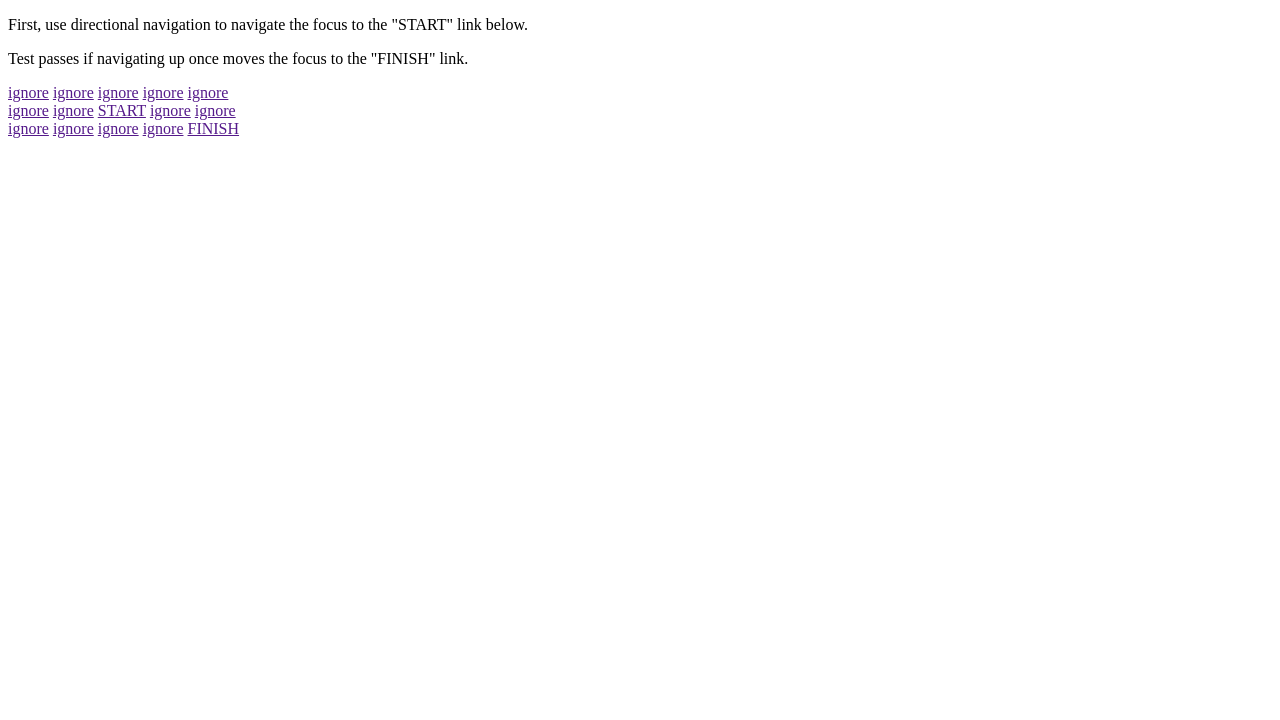 First, use directional navigation to navigate the focus to the "START" link below.
Test passes if navigating up once moves the focus to the "FINISH" link.
ignore ignore ignore ignore ignore
ignore ignore START ignore ignore
ignore ignore ignore ignore FINISH